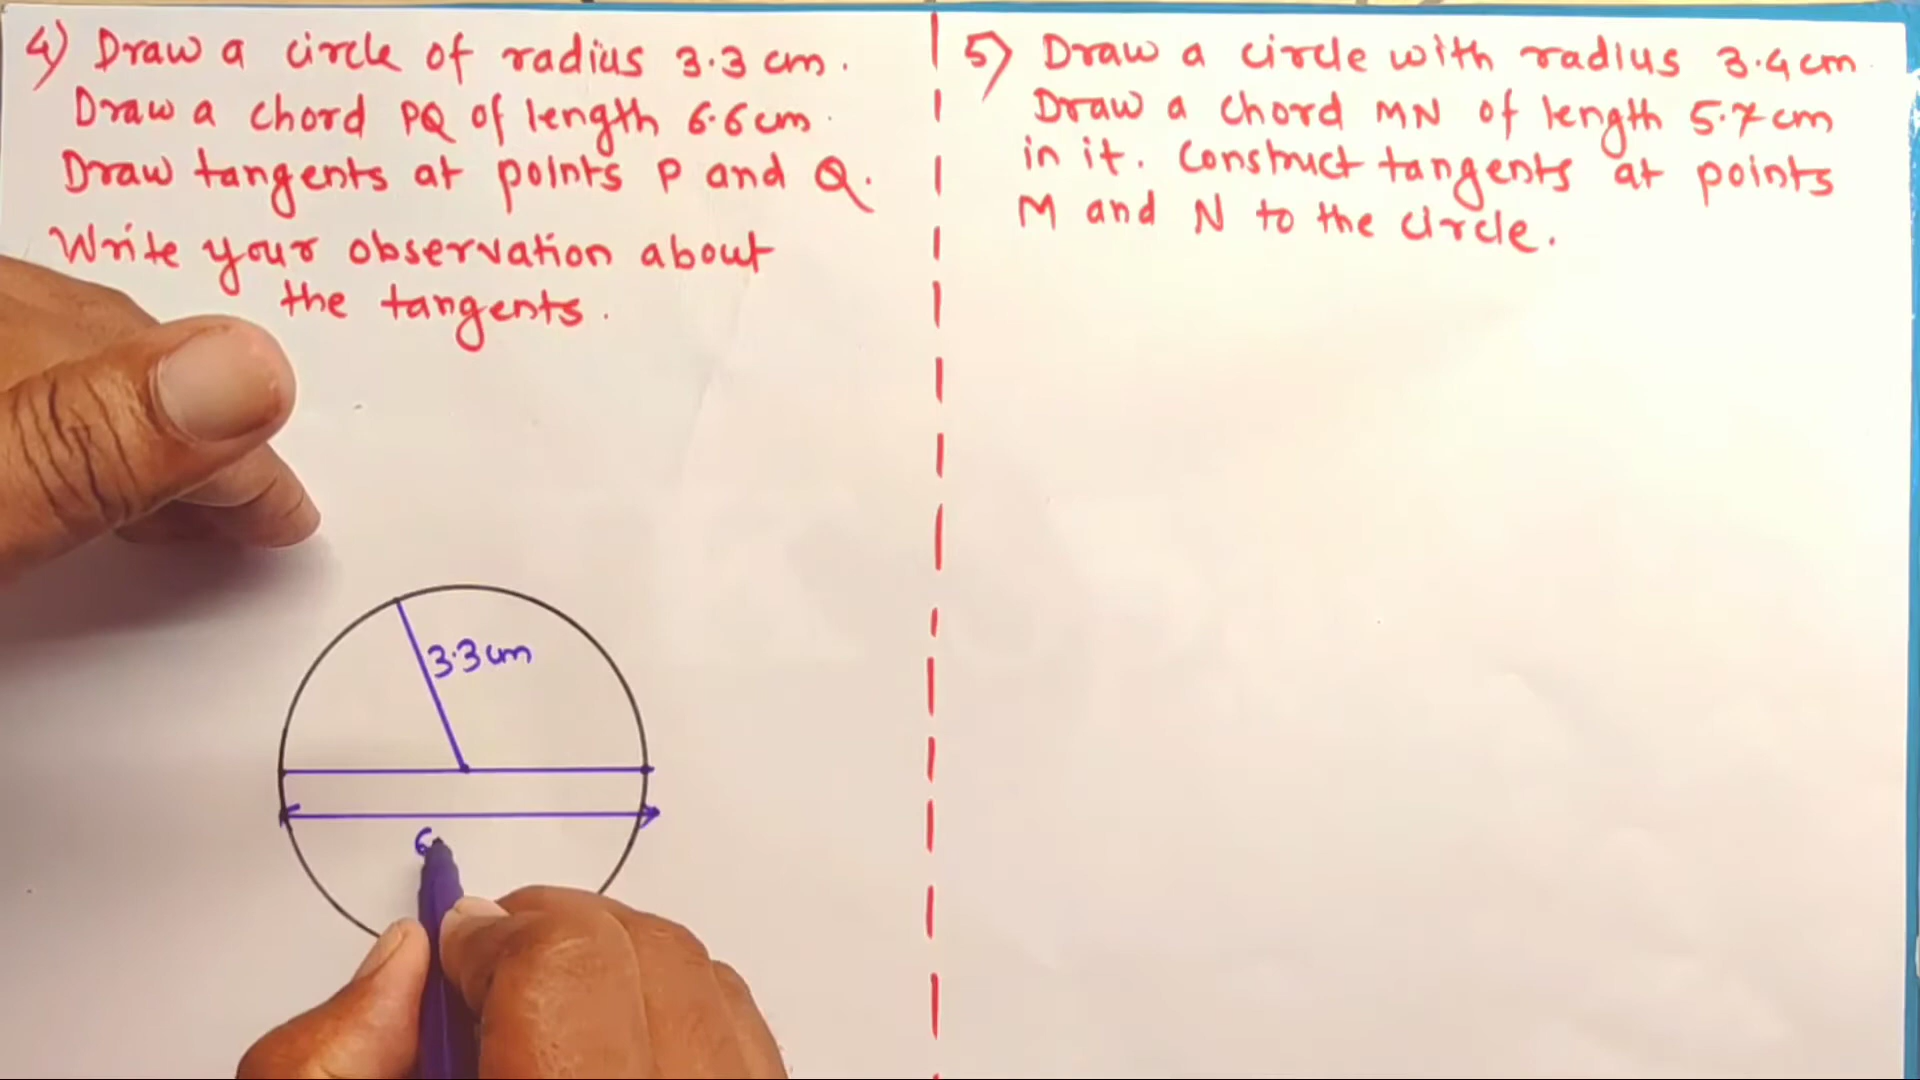 4) Draw a circle of radius 3.3 cm.
Draw a chord PQ of length 6.6 cm.
Draw tangents at points P and Q.
Write your observation about
the tangents.
3.3 cm
6
5) Draw a circle with radius 3.4 cm
Draw a chord MN of length 5.7 cm
in it. Construct tangents at points
M and N to the circle.